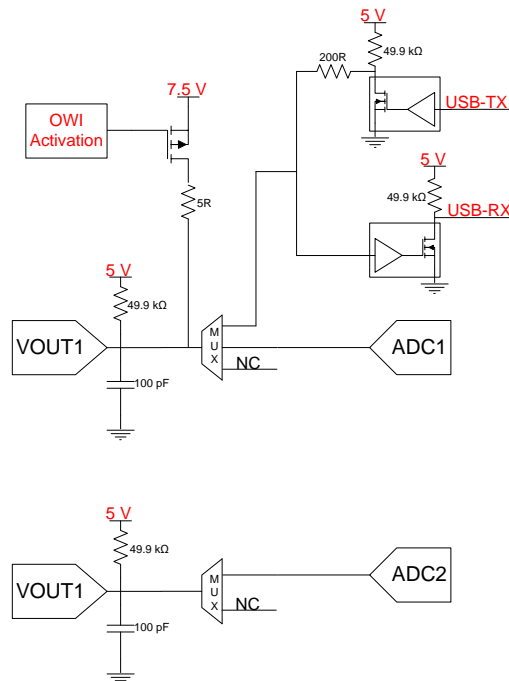 5 V
49.9 kΩ
200R
USB-TX
7.5 V
OWI
Activation
5R
5 V
49.9 kΩ
USB-RX
5 V
49.9 kΩ
VOUT1
100 pF
M
U
X
NC
ADC1
5 V
49.9 kΩ
VOUT1
100 pF
M
U
X
NC
ADC2